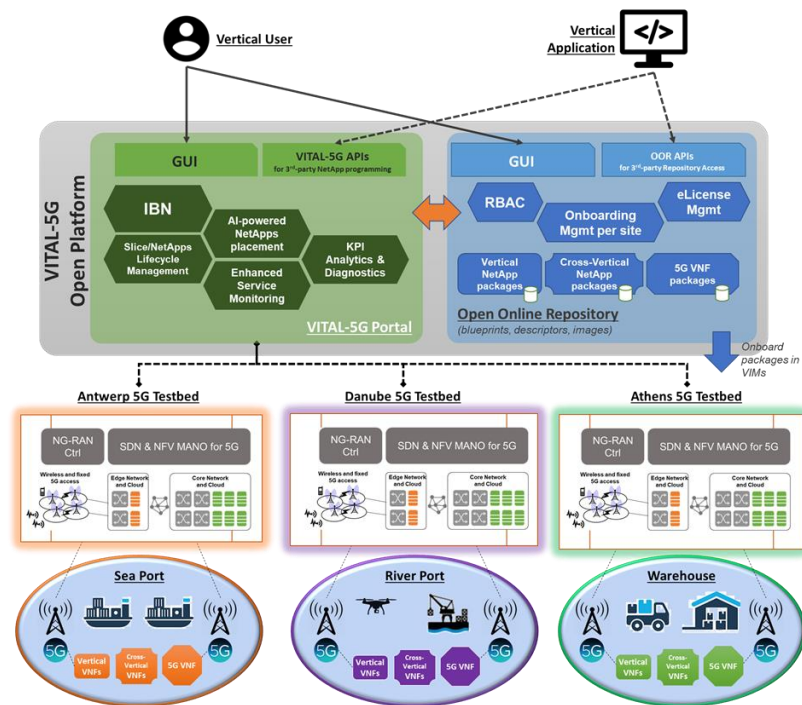 Vertical User
Vertical
Application
</>
VITAL-5G
Open Platform
GUI
VITAL-5G APIs
for 3rd-party NetApp programming
IBN
AI-powered
NetApps
placement
Slice/NetApps
Lifecycle
Management
Enhanced
Service
Monitoring
KPI
Analytics &
Diagnostics
VITAL-5G Portal
GUI
OOR APIs
for 3rd-party Repository Access
RBAC
Onboarding
Mgmt per site
eLicense
Mgmt
Vertical
NetApp
packages
Cross-Vertical
NetApp
packages
5G VNF
packages
Open Online Repository
(blueprints, descriptors, images)
Onboard
packages in
VIMs
Antwerp 5G Testbed
NG-RAN
Ctrl
SDN & NFV MANO for 5G
Wireless and fixed
5G access
Edge Network
and Cloud
Core Network
and Cloud
Danube 5G Testbed
NG-RAN
Ctrl
SDN & NFV MANO for 5G
Wireless and fixed
5G access
Edge Network
and Cloud
Core Network
and Cloud
Athens 5G Testbed
NG-RAN
Ctrl
SDN & NFV MANO for 5G
Wireless and fixed
5G access
Edge Network
and Cloud
Core Network
and Cloud
Sea Port
5G
5G
Vertical
VNFs
Cross-
Vertical
VNFs
5G VNF
River Port
5G
5G
Vertical
VNFs
Cross-
Vertical
VNFs
5G VNF
Warehouse
5G
5G
Vertical
VNFs
Cross-
Vertical
VNFs
5G VNF